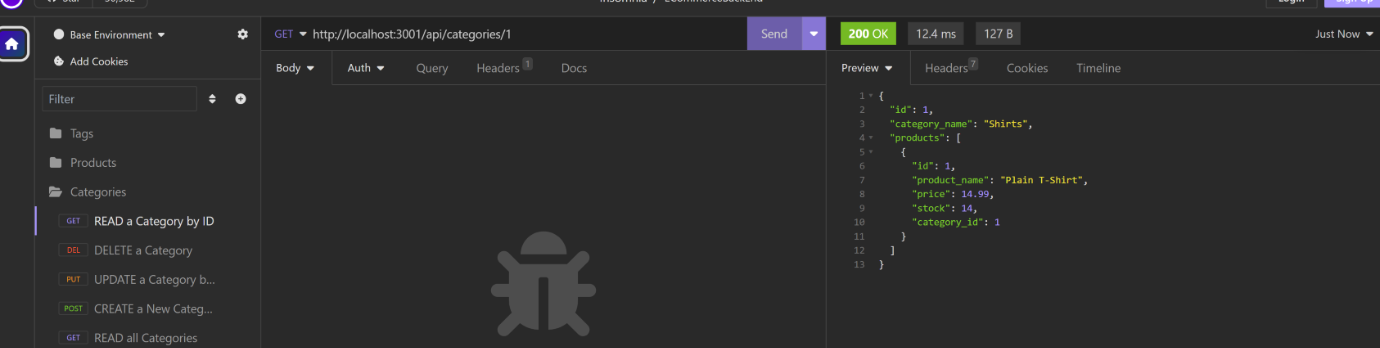 Base Environment
Add Cookies
Filter
Tags
Products
Categories
GET READ a Category by ID
DEL DELETE a Category
PUT UPDATE a Category b...
POST CREATE a New Categ...
GET READ all Categories
GET http://localhost:3001/api/categories/1 Send
Body Auth Query Headers 1 Docs
200 OK 12.4 ms 127 B Just Now
Preview Headers 7 Cookies Timeline
1 {
2 "id": 1,
3 "category_name": "Shirts",
4 "products": [
5 {
6 "id": 1,
7 "product_name": "Plain T-Shirt",
8 "price": 14.99,
9 "stock": 14,
10 "category_id": 1
11 }
12 ]
13 }